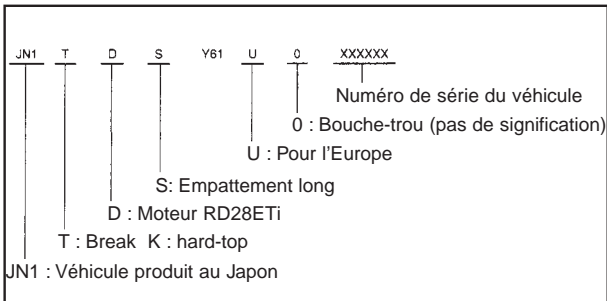 JN1 T D S Y61 U 0 XXXXXX
Numéro de série du véhicule
0 : Bouche-trou (pas de signification)
U : Pour l'Europe
S: Empattement long
D : Moteur RD28ETi
T : Break K : hard-top
JN1 : Véhicule produit au Japon